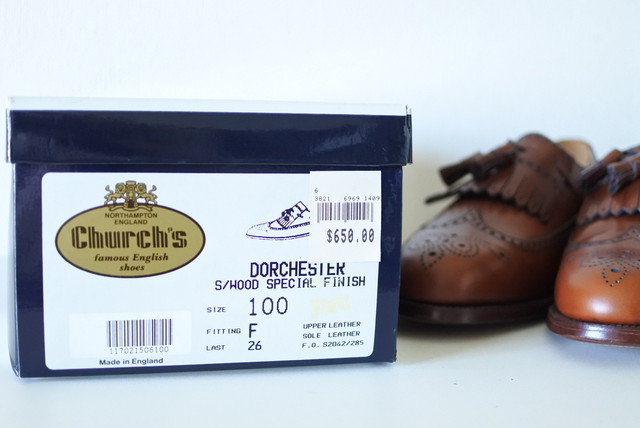 NORTHAMPTON
ENGLAND
Church's
famous English
shoes
6
3021 6969 1409
$650.00
DORCHESTER
S/WOOD SPECIAL FINISH
SIZE 100
FITTING F
LAST 26
UPPER LEATHER
SOLE LEATHER
F.O. S2042/285
117021506100
Made in England